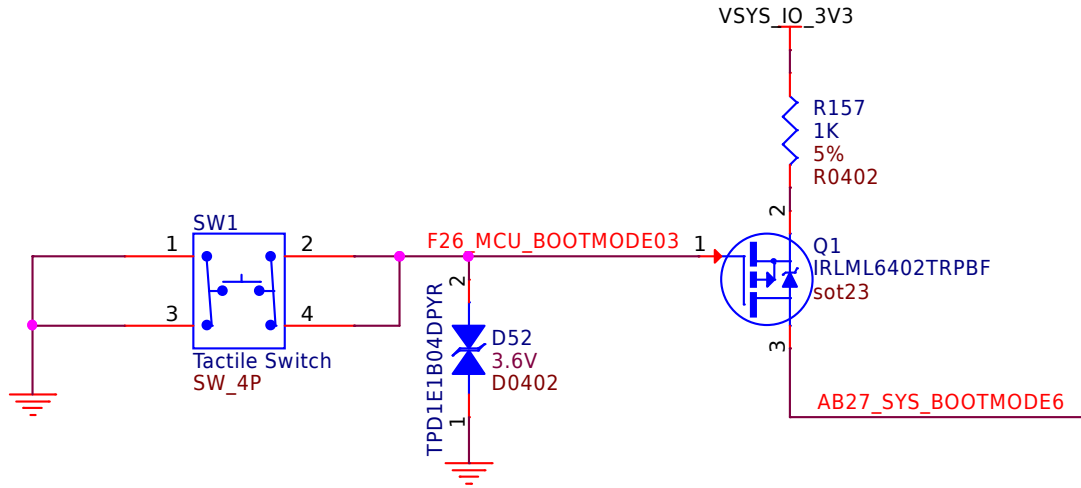 VSYS_IO_3V3
R157
1K
5%
R0402
2
SW1
1
2
3
4
Tactile Switch
SW_4P
F26_MCU_BOOTMODE03
1
Q1
IRLML6402TRPBF
sot23
3
2
TPD1E1B04DPYR
D52
3.6V
D0402
1
AB27_SYS_BOOTMODE6